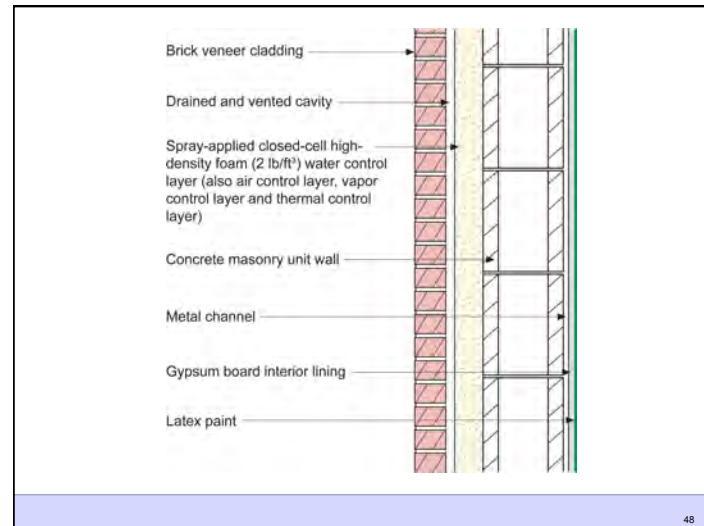 Brick veneer cladding
Drained and vented cavity
Spray-applied closed-cell high-
density foam (2 lb/ft³) water control
layer (also air control layer, vapor
control layer and thermal control
layer)
Concrete masonry unit wall
Metal channel
Gypsum board interior lining
Latex paint
48